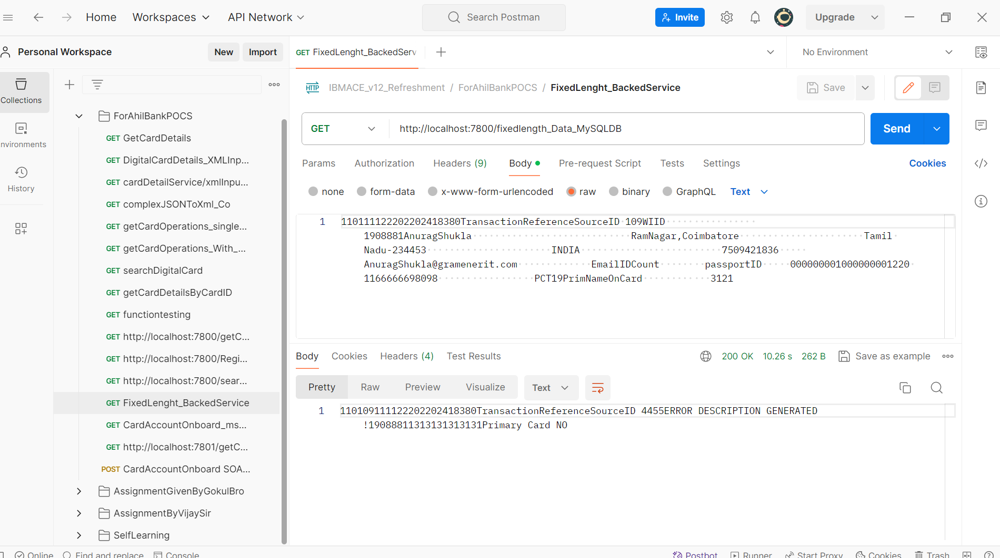 Home Workspaces API Network Search Postman Invite Upgrade
Personal Workspace New Import GET FixedLenght_BackedServ No Environment
Collections
nvironments
History
ForAhilBankPOCS
GET GetCardDetails
GET DigitalCardDetails_XMLInp...
GET cardDetailService/xmlInpu...
GET complexJSONToXml_Co
GET getCardOperations_single...
GET getCardOperations_With_...
GET searchDigitalCard
GET getCardDetailsByCardID
GET functiontesting
GET http://localhost:7800/getC...
GET http://localhost:7800/Regi...
GET http://localhost:7800/sear...
GET FixedLenght_BackedService
GET CardAccountOnboard_ms...
GET http://localhost:7801/getC...
POST CardAccountOnboard SOA...
AssignmentGivenByGokulBro
AssignmentByVijaySir
SelfLearning
HTTP IBMACE_v12_Refreshment / ForAhilBankPOCS / FixedLenght_BackedService Save
GET http://localhost:7800/fixedlength_Data_MySQLDB Send
Params Authorization Headers (9) Body Pre-request Script Tests Settings Cookies
none form-data x-www-form-urlencoded raw binary GraphQL Text
1 110111122202202418380TransactionReferenceSourceID 109WIID
1908881AnuragShukla RamNagar,Coimbatore Tamil
Nadu-234453 INDIA 7509421836
AnuragShukla@gramenerit.com EmailIDCount passportID 000000001000000001220
1166666698098 PCT19PrimNameOnCard 3121
Body Cookies Headers (4) Test Results 200 OK 10.26 s 262 B Save as example
Pretty Raw Preview Visualize Text
1 110109111122202202418380TransactionReferenceSourceID 4455ERROR DESCRIPTION GENERATED
!19088811313131313131Primary Card NO
Online Find and replace Console Postbot Runner Start Proxy Cookies Trash